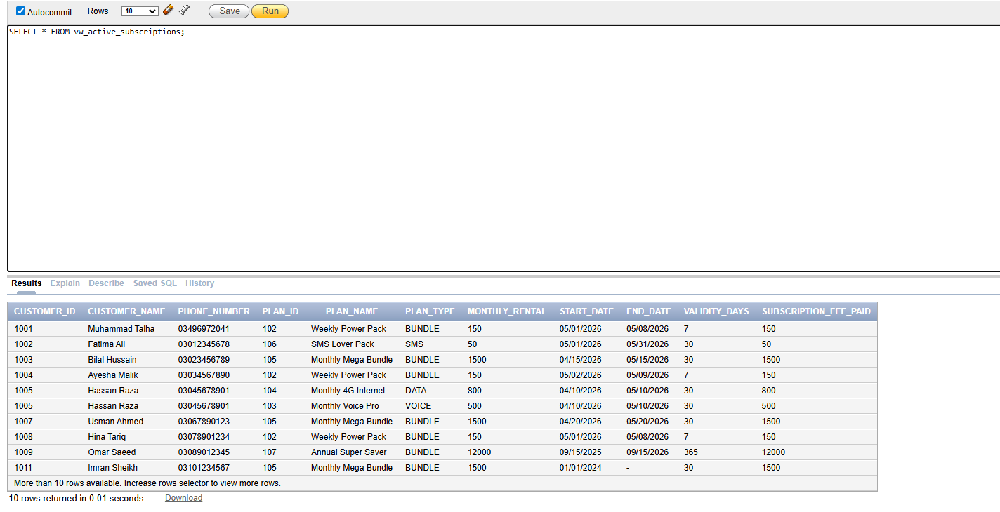 Autocommit Rows 10 Save Run
SELECT * FROM vw_active_subscriptions;
Results Explain Describe Saved SQL History
CUSTOMER_ID CUSTOMER_NAME PHONE_NUMBER PLAN_ID PLAN_NAME PLAN_TYPE MONTHLY_RENTAL START_DATE END_DATE VALIDITY_DAYS SUBSCRIPTION_FEE_PAID
1001 Muhammad Talha 03496972041 102 Weekly Power Pack BUNDLE 150 05/01/2026 05/08/2026 7 150
1002 Fatima Ali 03012345678 106 SMS Lover Pack SMS 50 05/01/2026 05/31/2026 30 50
1003 Bilal Hussain 03023456789 105 Monthly Mega Bundle BUNDLE 1500 04/15/2026 05/15/2026 30 1500
1004 Ayesha Malik 03034567890 102 Weekly Power Pack BUNDLE 150 05/02/2026 05/09/2026 7 150
1005 Hassan Raza 03045678901 104 Monthly 4G Internet DATA 800 04/10/2026 05/10/2026 30 800
1005 Hassan Raza 03045678901 103 Monthly Voice Pro VOICE 500 04/10/2026 05/10/2026 30 500
1007 Usman Ahmed 03067890123 105 Monthly Mega Bundle BUNDLE 1500 04/20/2026 05/20/2026 30 1500
1008 Hina Tariq 03078901234 102 Weekly Power Pack BUNDLE 150 05/01/2026 05/08/2026 7 150
1009 Omar Saeed 03089012345 107 Annual Super Saver BUNDLE 12000 09/15/2025 09/15/2026 365 12000
1011 Imran Sheikh 03101234567 105 Monthly Mega Bundle BUNDLE 1500 01/01/2024 - 30 1500
More than 10 rows available. Increase rows selector to view more rows.
10 rows returned in 0.01 seconds Download